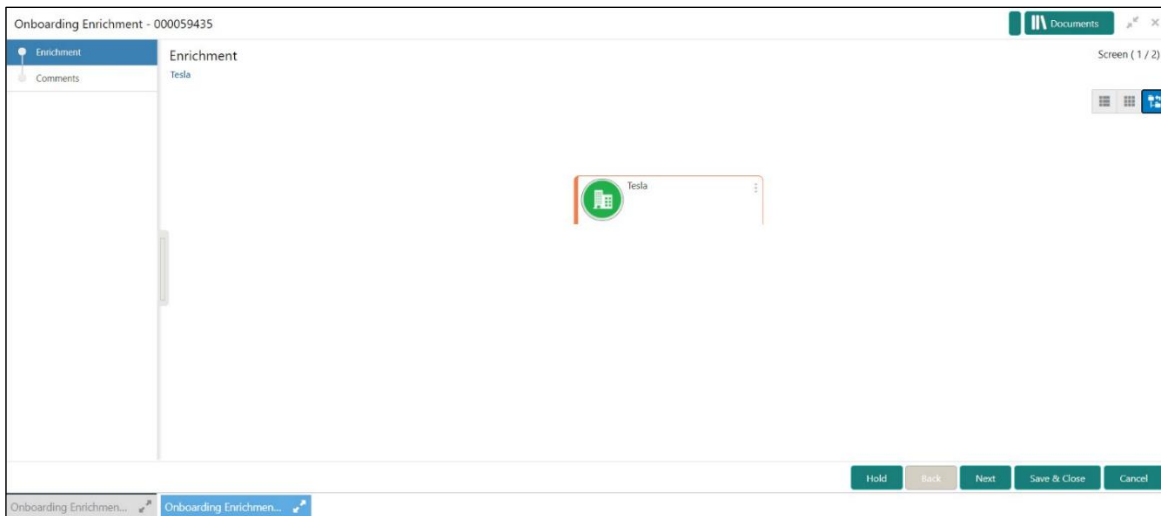 Onboarding Enrichment - 000059435
Documents
Enrichment
Comments
Enrichment
Tesla
Screen ( 1 / 2)
Tesla
Hold
Back
Next
Save & Close
Cancel
Onboarding Enrichmen...
Onboarding Enrichmen...